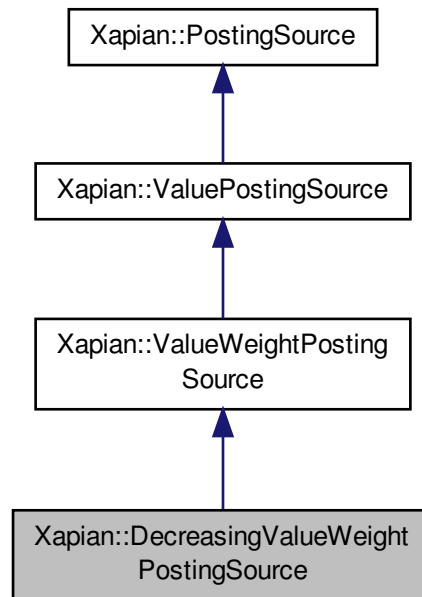 Xapian::PostingSource
Xapian::ValuePostingSource
Xapian::ValueWeightPosting
Source
Xapian::DecreasingValueWeight
PostingSource